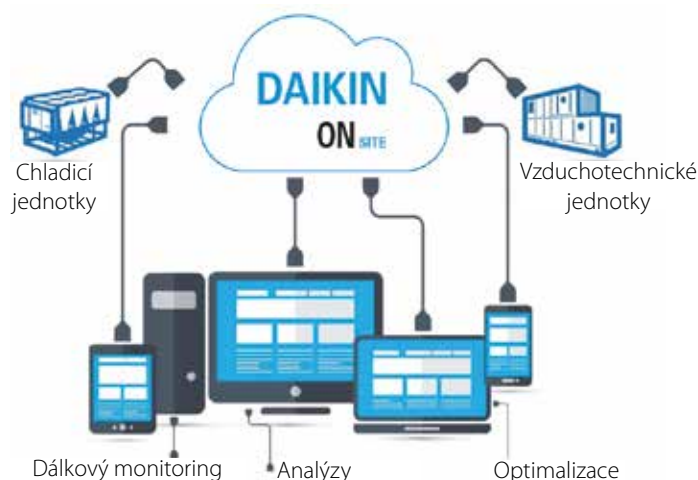 DAIKIN
ON SITE
Chladicí
jednotky
Vzduchotechnické
jednotky
Dálkový monitoring
Analýzy
Optimalizace